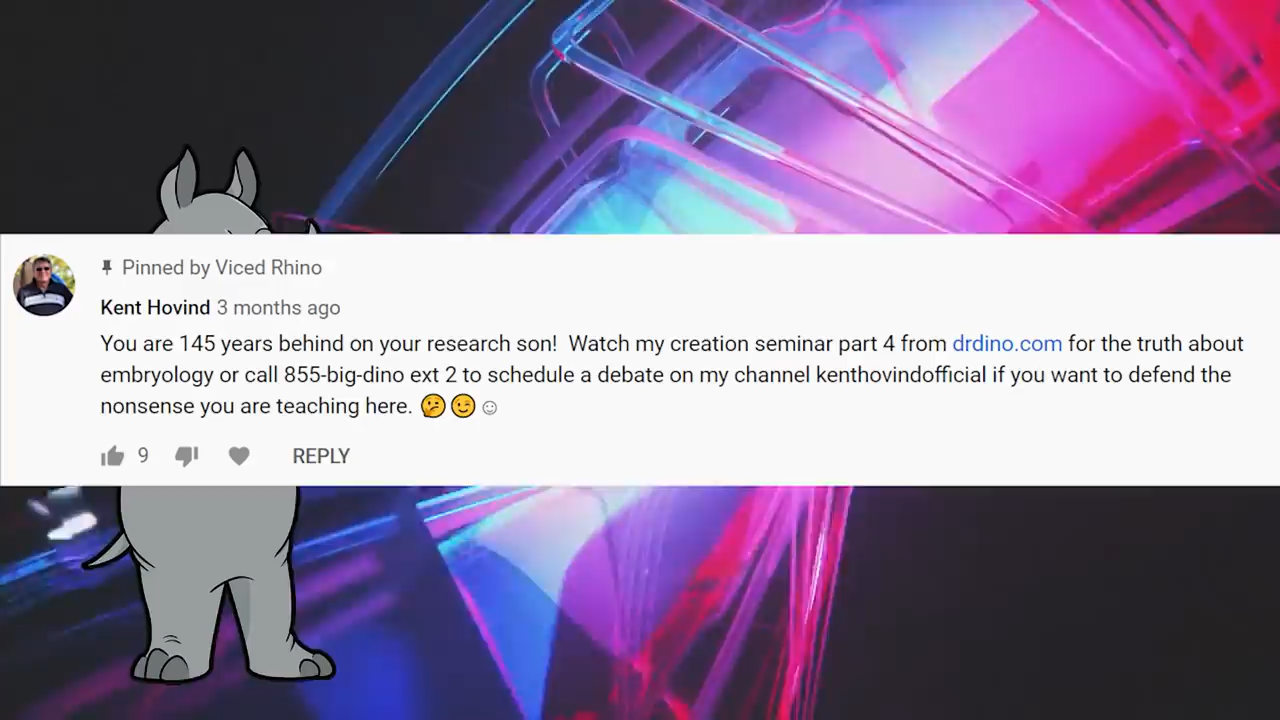 Pinned by Viced Rhino
Kent Hovind 3 months ago
You are 145 years behind on your research son!  Watch my creation seminar part 4 from drdino.com for the truth about
embryology or call 855-big-dino ext 2 to schedule a debate on my channel kenthovindofficial if you want to defend the
nonsense you are teaching here. 🤔 😉 ☺
9 REPLY